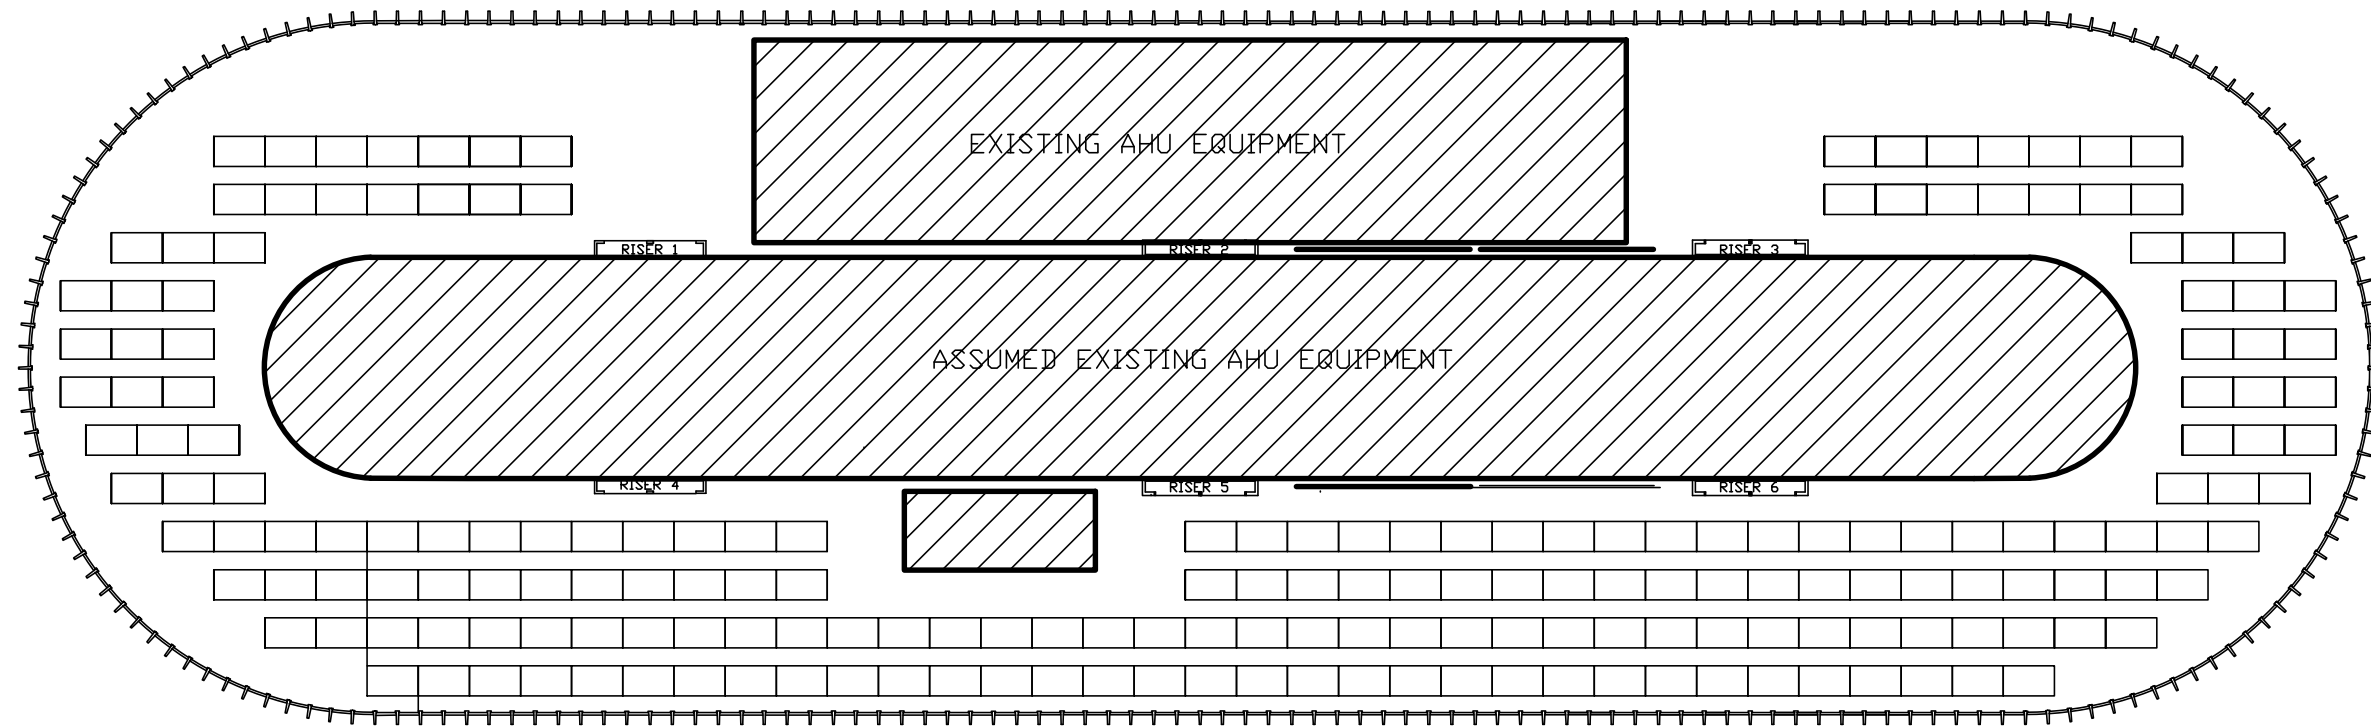 EXISTING AHU EQUIPMENT
RISER 1
RISER 2
RISER 3
ASSUMED EXISTING AHU EQUIPMENT
RISER 4
RISER 5
RISER 6